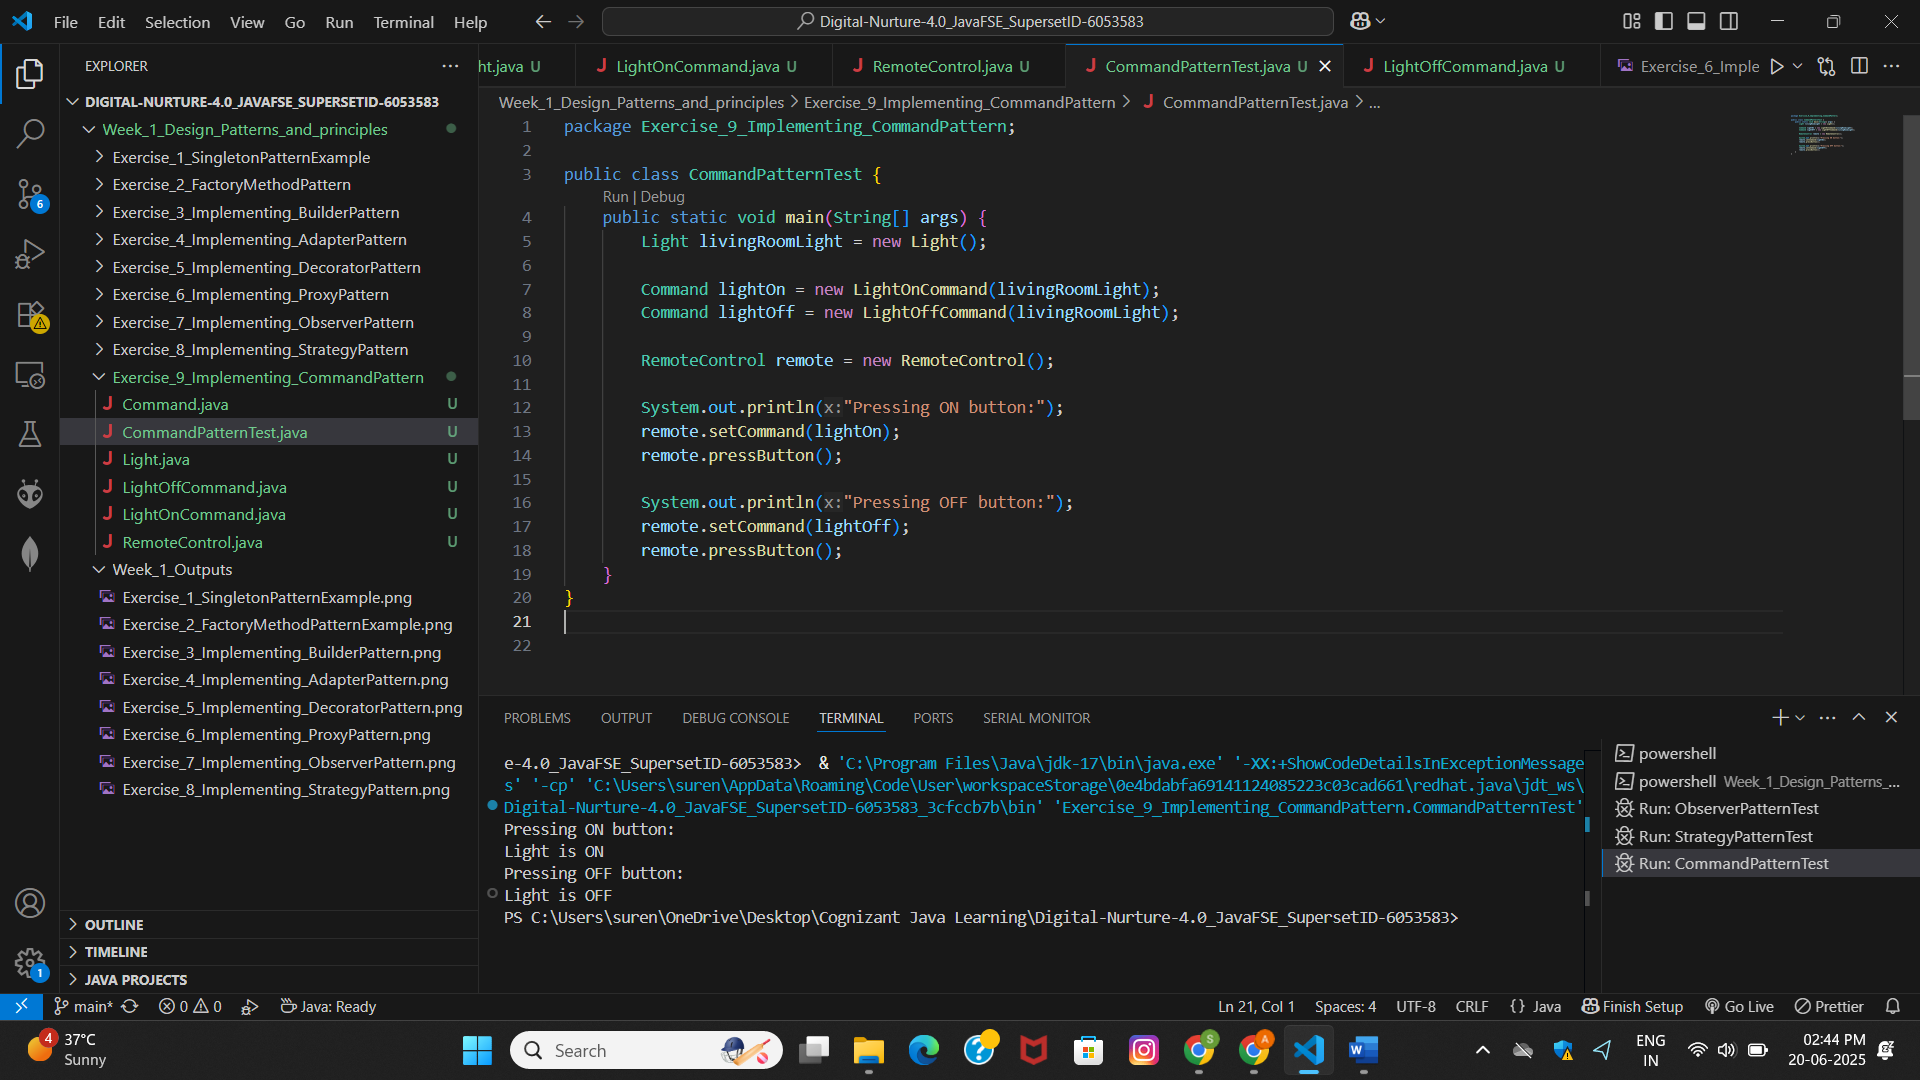 File Edit Selection View Go Run Terminal Help
Digital-Nurture-4.0_JavaFSE_SupersetID-6053583
EXPLORER
DIGITAL-NURTURE-4.0_JAVAFSE_SUPERSETID-6053583
Week_1_Design_Patterns_and_principles
Exercise_1_SingletonPatternExample
Exercise_2_FactoryMethodPattern
Exercise_3_Implementing_BuilderPattern
Exercise_4_Implementing_AdapterPattern
Exercise_5_Implementing_DecoratorPattern
Exercise_6_Implementing_ProxyPattern
Exercise_7_Implementing_ObserverPattern
Exercise_8_Implementing_StrategyPattern
Exercise_9_Implementing_CommandPattern
J Command.java U
J CommandPatternTest.java U
J Light.java U
J LightOffCommand.java U
J LightOnCommand.java U
J RemoteControl.java U
Week_1_Outputs
Exercise_1_SingletonPatternExample.png
Exercise_2_FactoryMethodPatternExample.png
Exercise_3_Implementing_BuilderPattern.png
Exercise_4_Implementing_AdapterPattern.png
Exercise_5_Implementing_DecoratorPattern.png
Exercise_6_Implementing_ProxyPattern.png
Exercise_7_Implementing_ObserverPattern.png
Exercise_8_Implementing_StrategyPattern.png
OUTLINE
TIMELINE
JAVA PROJECTS
6
1
ht.java U J LightOnCommand.java U J RemoteControl.java U J CommandPatternTest.java U J LightOffCommand.java U Exercise_6_Imple
Week_1_Design_Patterns_and_principles > Exercise_9_Implementing_CommandPattern > J CommandPatternTest.java > ...
1 package Exercise_9_Implementing_CommandPattern;
2
3 public class CommandPatternTest {
Run | Debug
4 public static void main(String[] args) {
5 Light livingRoomLight = new Light();
6
7 Command lightOn = new LightOnCommand(livingRoomLight);
8 Command lightOff = new LightOffCommand(livingRoomLight);
9
10 RemoteControl remote = new RemoteControl();
11
12 System.out.println(x:"Pressing ON button:");
13 remote.setCommand(lightOn);
14 remote.pressButton();
15
16 System.out.println(x:"Pressing OFF button:");
17 remote.setCommand(lightOff);
18 remote.pressButton();
19 }
20 }
21
22
PROBLEMS OUTPUT DEBUG CONSOLE TERMINAL PORTS SERIAL MONITOR
e-4.0_JavaFSE_SupersetID-6053583> & 'C:\Program Files\Java\jdk-17\bin\java.exe' '-XX:+ShowCodeDetailsInExceptionMessage
s' '-cp' 'C:\Users\suren\AppData\Roaming\Code\User\workspaceStorage\0e4bdabfa69141124085223c03cad661\redhat.java\jdt_ws\
Digital-Nurture-4.0_JavaFSE_SupersetID-6053583_3cfccb7b\bin' 'Exercise_9_Implementing_CommandPattern.CommandPatternTest'
Pressing ON button:
Light is ON
Pressing OFF button:
Light is OFF
PS C:\Users\suren\OneDrive\Desktop\Cognizant Java Learning\Digital-Nurture-4.0_JavaFSE_SupersetID-6053583>
powershell
powershell Week_1_Design_Patterns_...
Run: ObserverPatternTest
Run: StrategyPatternTest
Run: CommandPatternTest
main* 0 0 Java: Ready Ln 21, Col 1 Spaces: 4 UTF-8 CRLF {} Java Finish Setup Go Live Prettier
4 37°C
Sunny
Search
S
A
W
ENG
IN
02:44 PM
20-06-2025